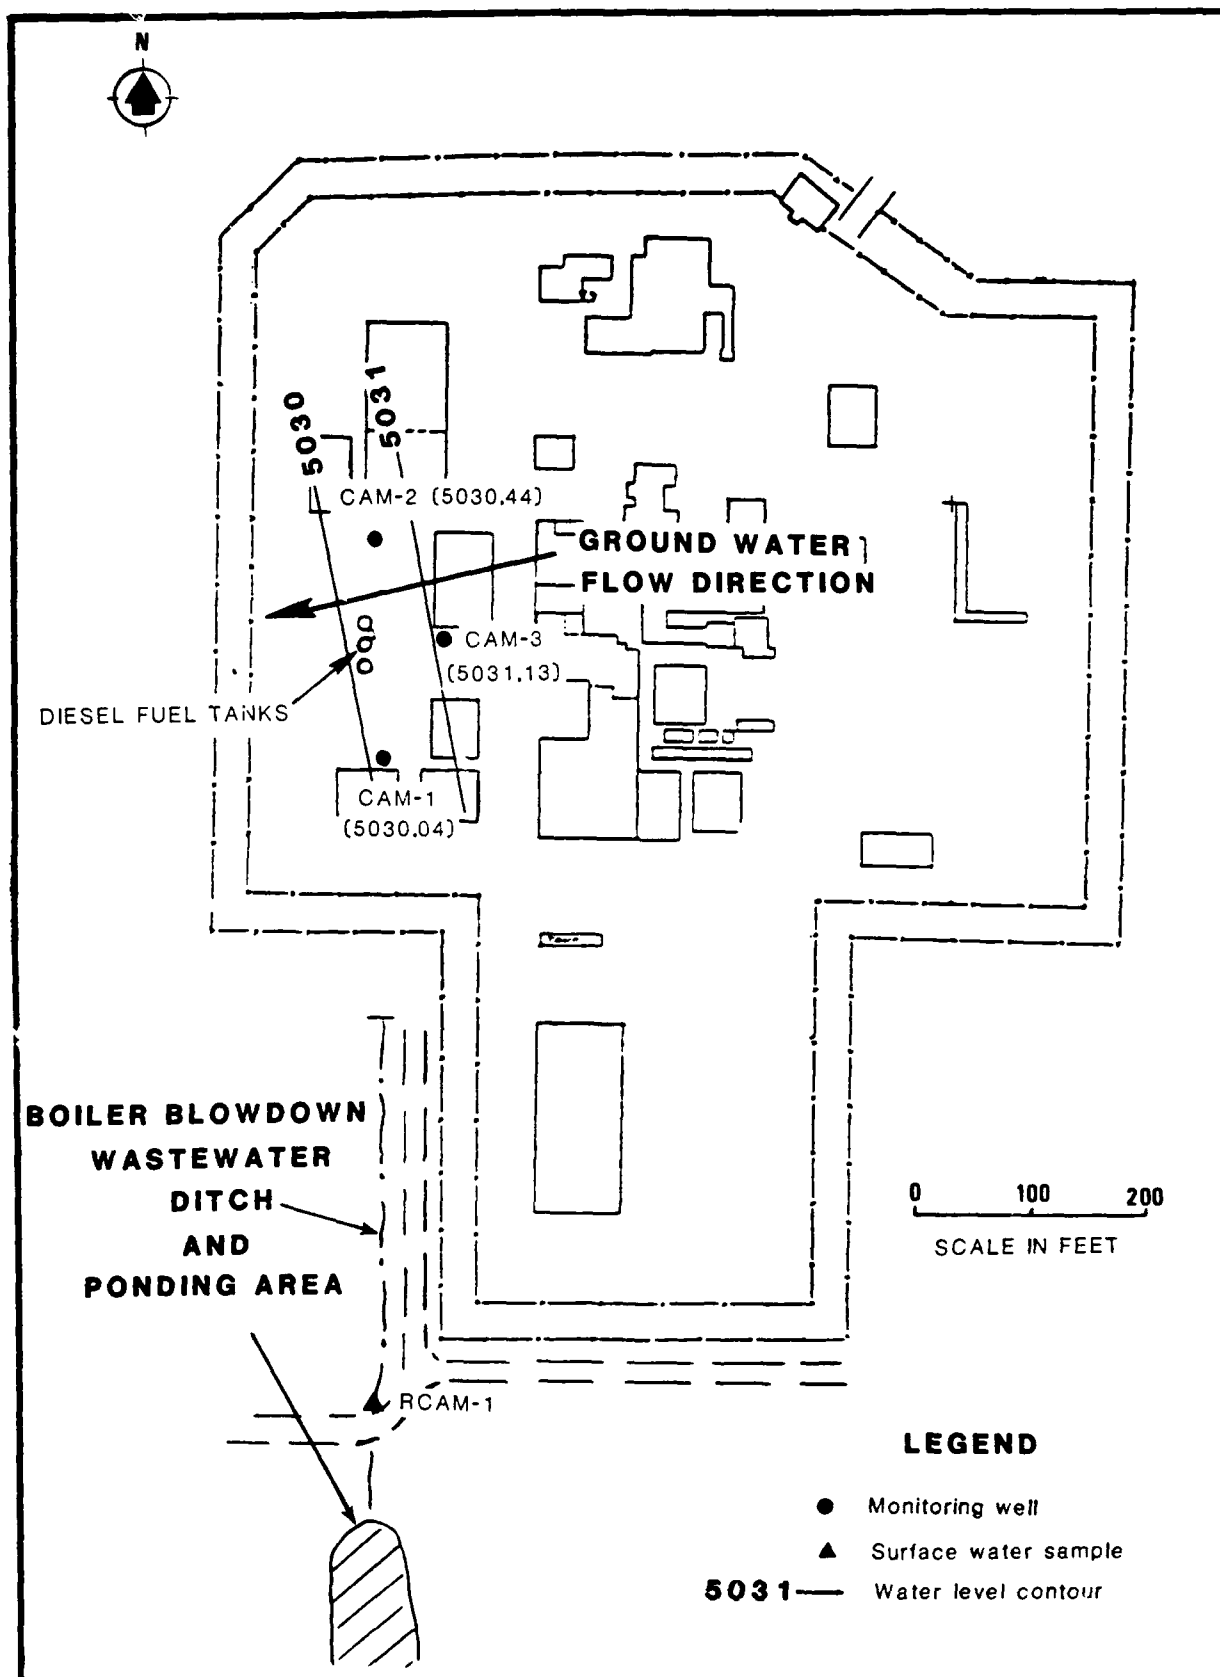 N
5030
5031
CAM-2 (5030.44)
GROUND WATER
FLOW DIRECTION
CAM-3
(5031.13)
DIESEL FUEL TANKS
CAM-1
(5030.04)
BOILER BLOWDOWN
WASTEWATER
DITCH
AND
PONDING AREA
0 100 200
SCALE IN FEET
RCAM-1
LEGEND
Monitoring well
Surface water sample
5031 Water level contour